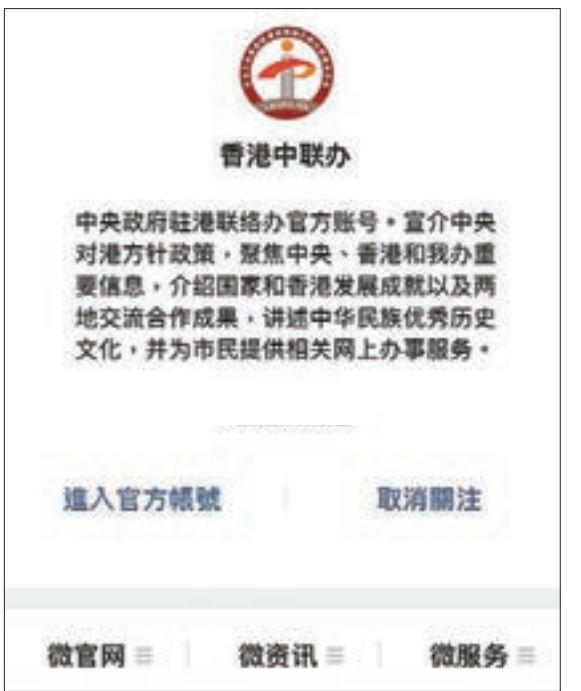 香港中联办
中央政府驻港联络办官方账号。宣介中央
对港方针政策，聚焦中央、香港和我办重
要信息，介绍国家和香港发展成就以及两
地交流合作成果，讲述中华民族优秀历史
文化，并为市民提供相关网上办事服务。
進入官方帳號
取消關注
微官网
微资讯
微服务